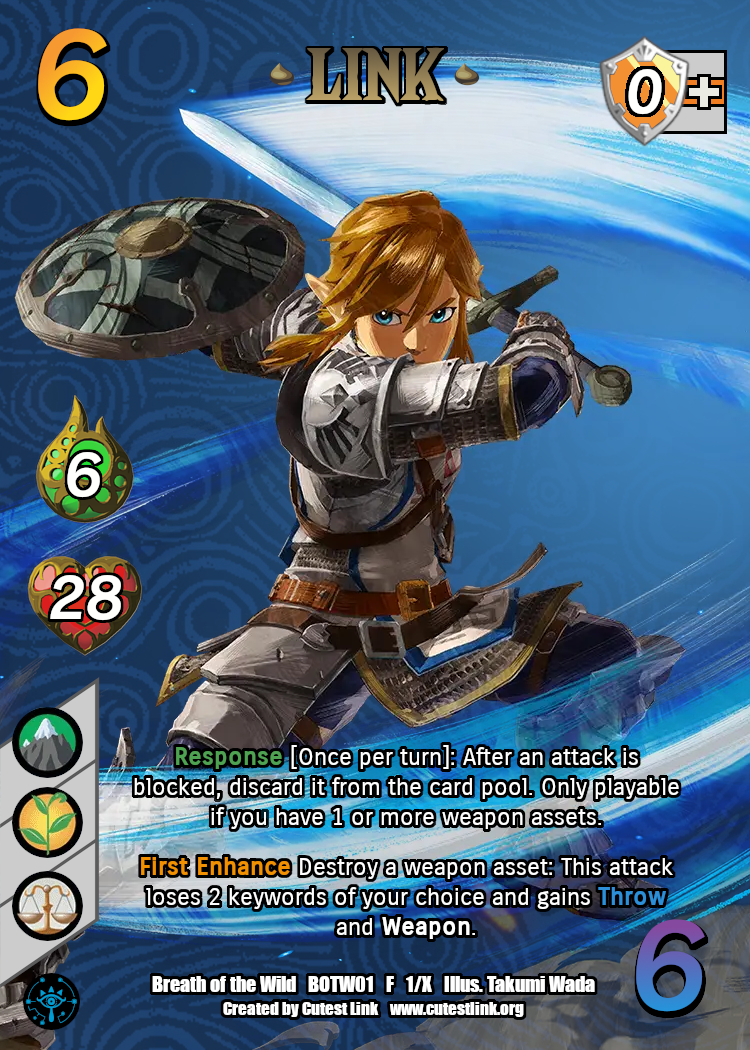 6
LINK
0 +
6
28
Response [Once per turn]: After an attack is
blocked, discard it from the card pool. Only playable
if you have 1 or more weapon assets.
First Enhance Destroy a weapon asset: This attack
loses 2 keywords of your choice and gains Throw
and Weapon.
6
Breath of the Wild BOTW01 F 1/X Illus. Takumi Wada
Created by Cutest Link www.cutestlink.org